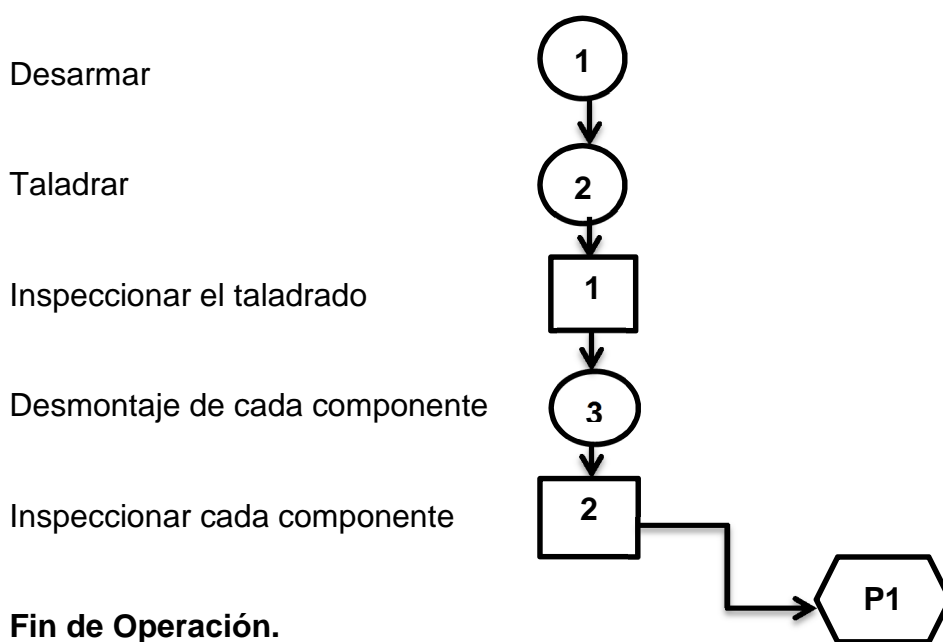 1
Desarmar
Taladrar
2
Inspeccionar el taladrado
1
Desmontaje de cada componente
3
Inspeccionar cada componente
2
P1
Fin de Operación.